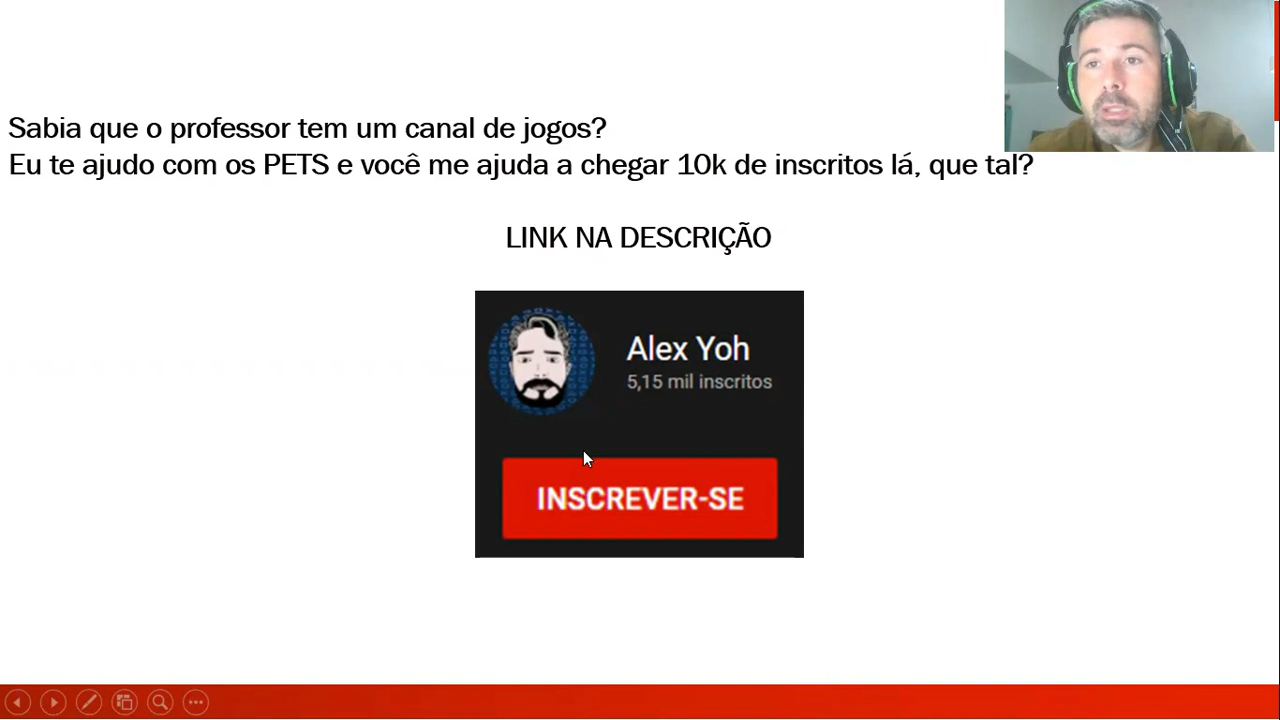 Sabia que o professor tem um canal de jogos?
Eu te ajudo com os PETS e você me ajuda a chegar 10k de inscritos lá, que tal?
LINK NA DESCRIÇÃO
Alex Yoh
5,15 mil inscritos
INSCREVER-SE